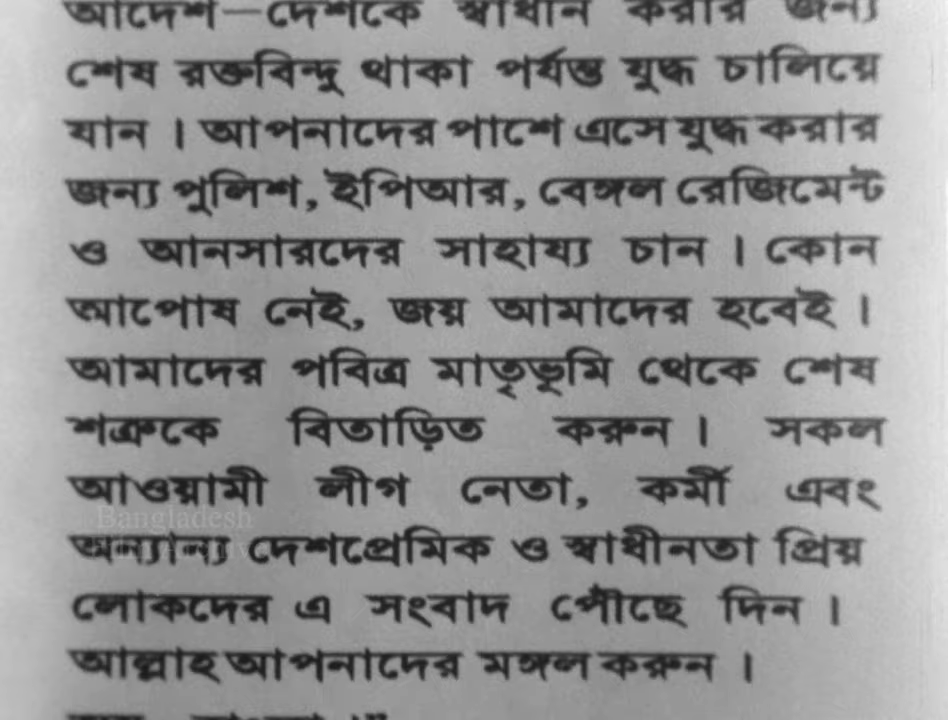 আদেশ—দেশকে স্বাধীন করার জন্য
শেষ রক্তবিন্দু থাকা পর্যন্ত যুদ্ধ চালিয়ে
যান। আপনাদের পাশে এসে যুদ্ধ করার
জন্য পুলিশ, ইপিআর, বেঙ্গল রেজিমেন্ট
ও আনসারদের সাহায্য চান। কোন
আপোষ নেই, জয় আমাদের হবেই।
আমাদের পবিত্র মাতৃভূমি থেকে শেষ
শত্রুকে বিতাড়িত করুন। সকল
আওয়ামী লীগ নেতা, কর্মী এবং
Bangladesh
অন্যান্য দেশপ্রেমিক ও স্বাধীনতা প্রিয়
লোকদের এ সংবাদ পৌঁছে দিন।
আল্লাহ আপনাদের মঙ্গল করুন।